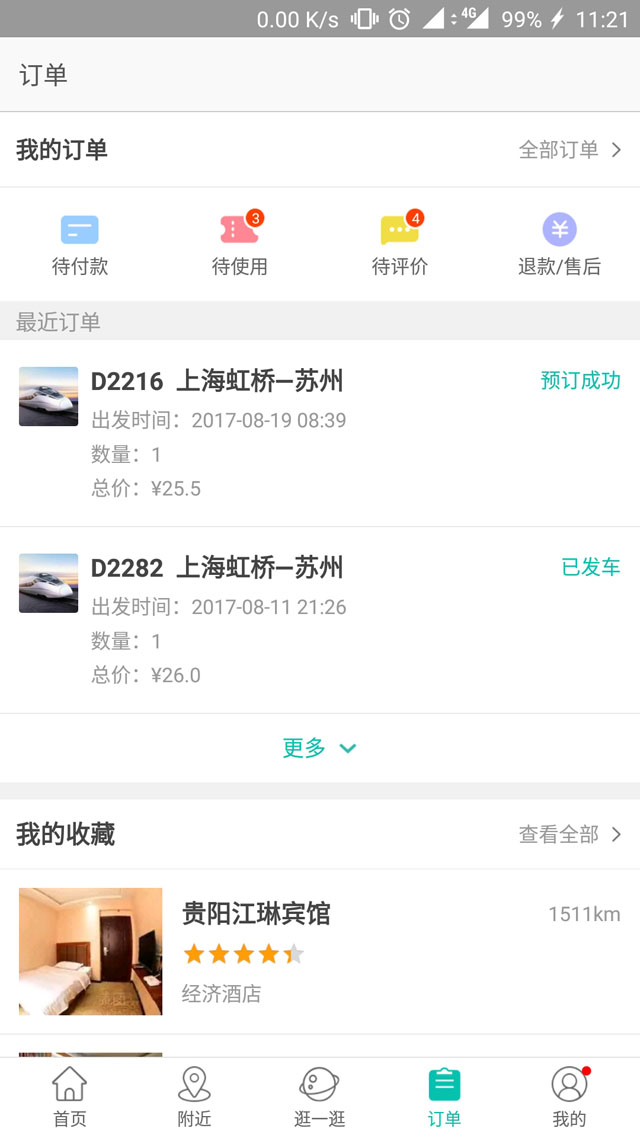 0.00 K/s 4G 99% 11:21
订单
我的订单 全部订单
3 4
待付款 待使用 待评价 退款/售后
最近订单
D2216 上海虹桥—苏州 预订成功
出发时间：2017-08-19 08:39
数量：1
总价：¥25.5
D2282 上海虹桥—苏州 已发车
出发时间：2017-08-11 21:26
数量：1
总价：¥26.0
更多
我的收藏 查看全部
贵阳江琳宾馆 1511km
经济酒店
首页 附近 逛一逛 订单 我的